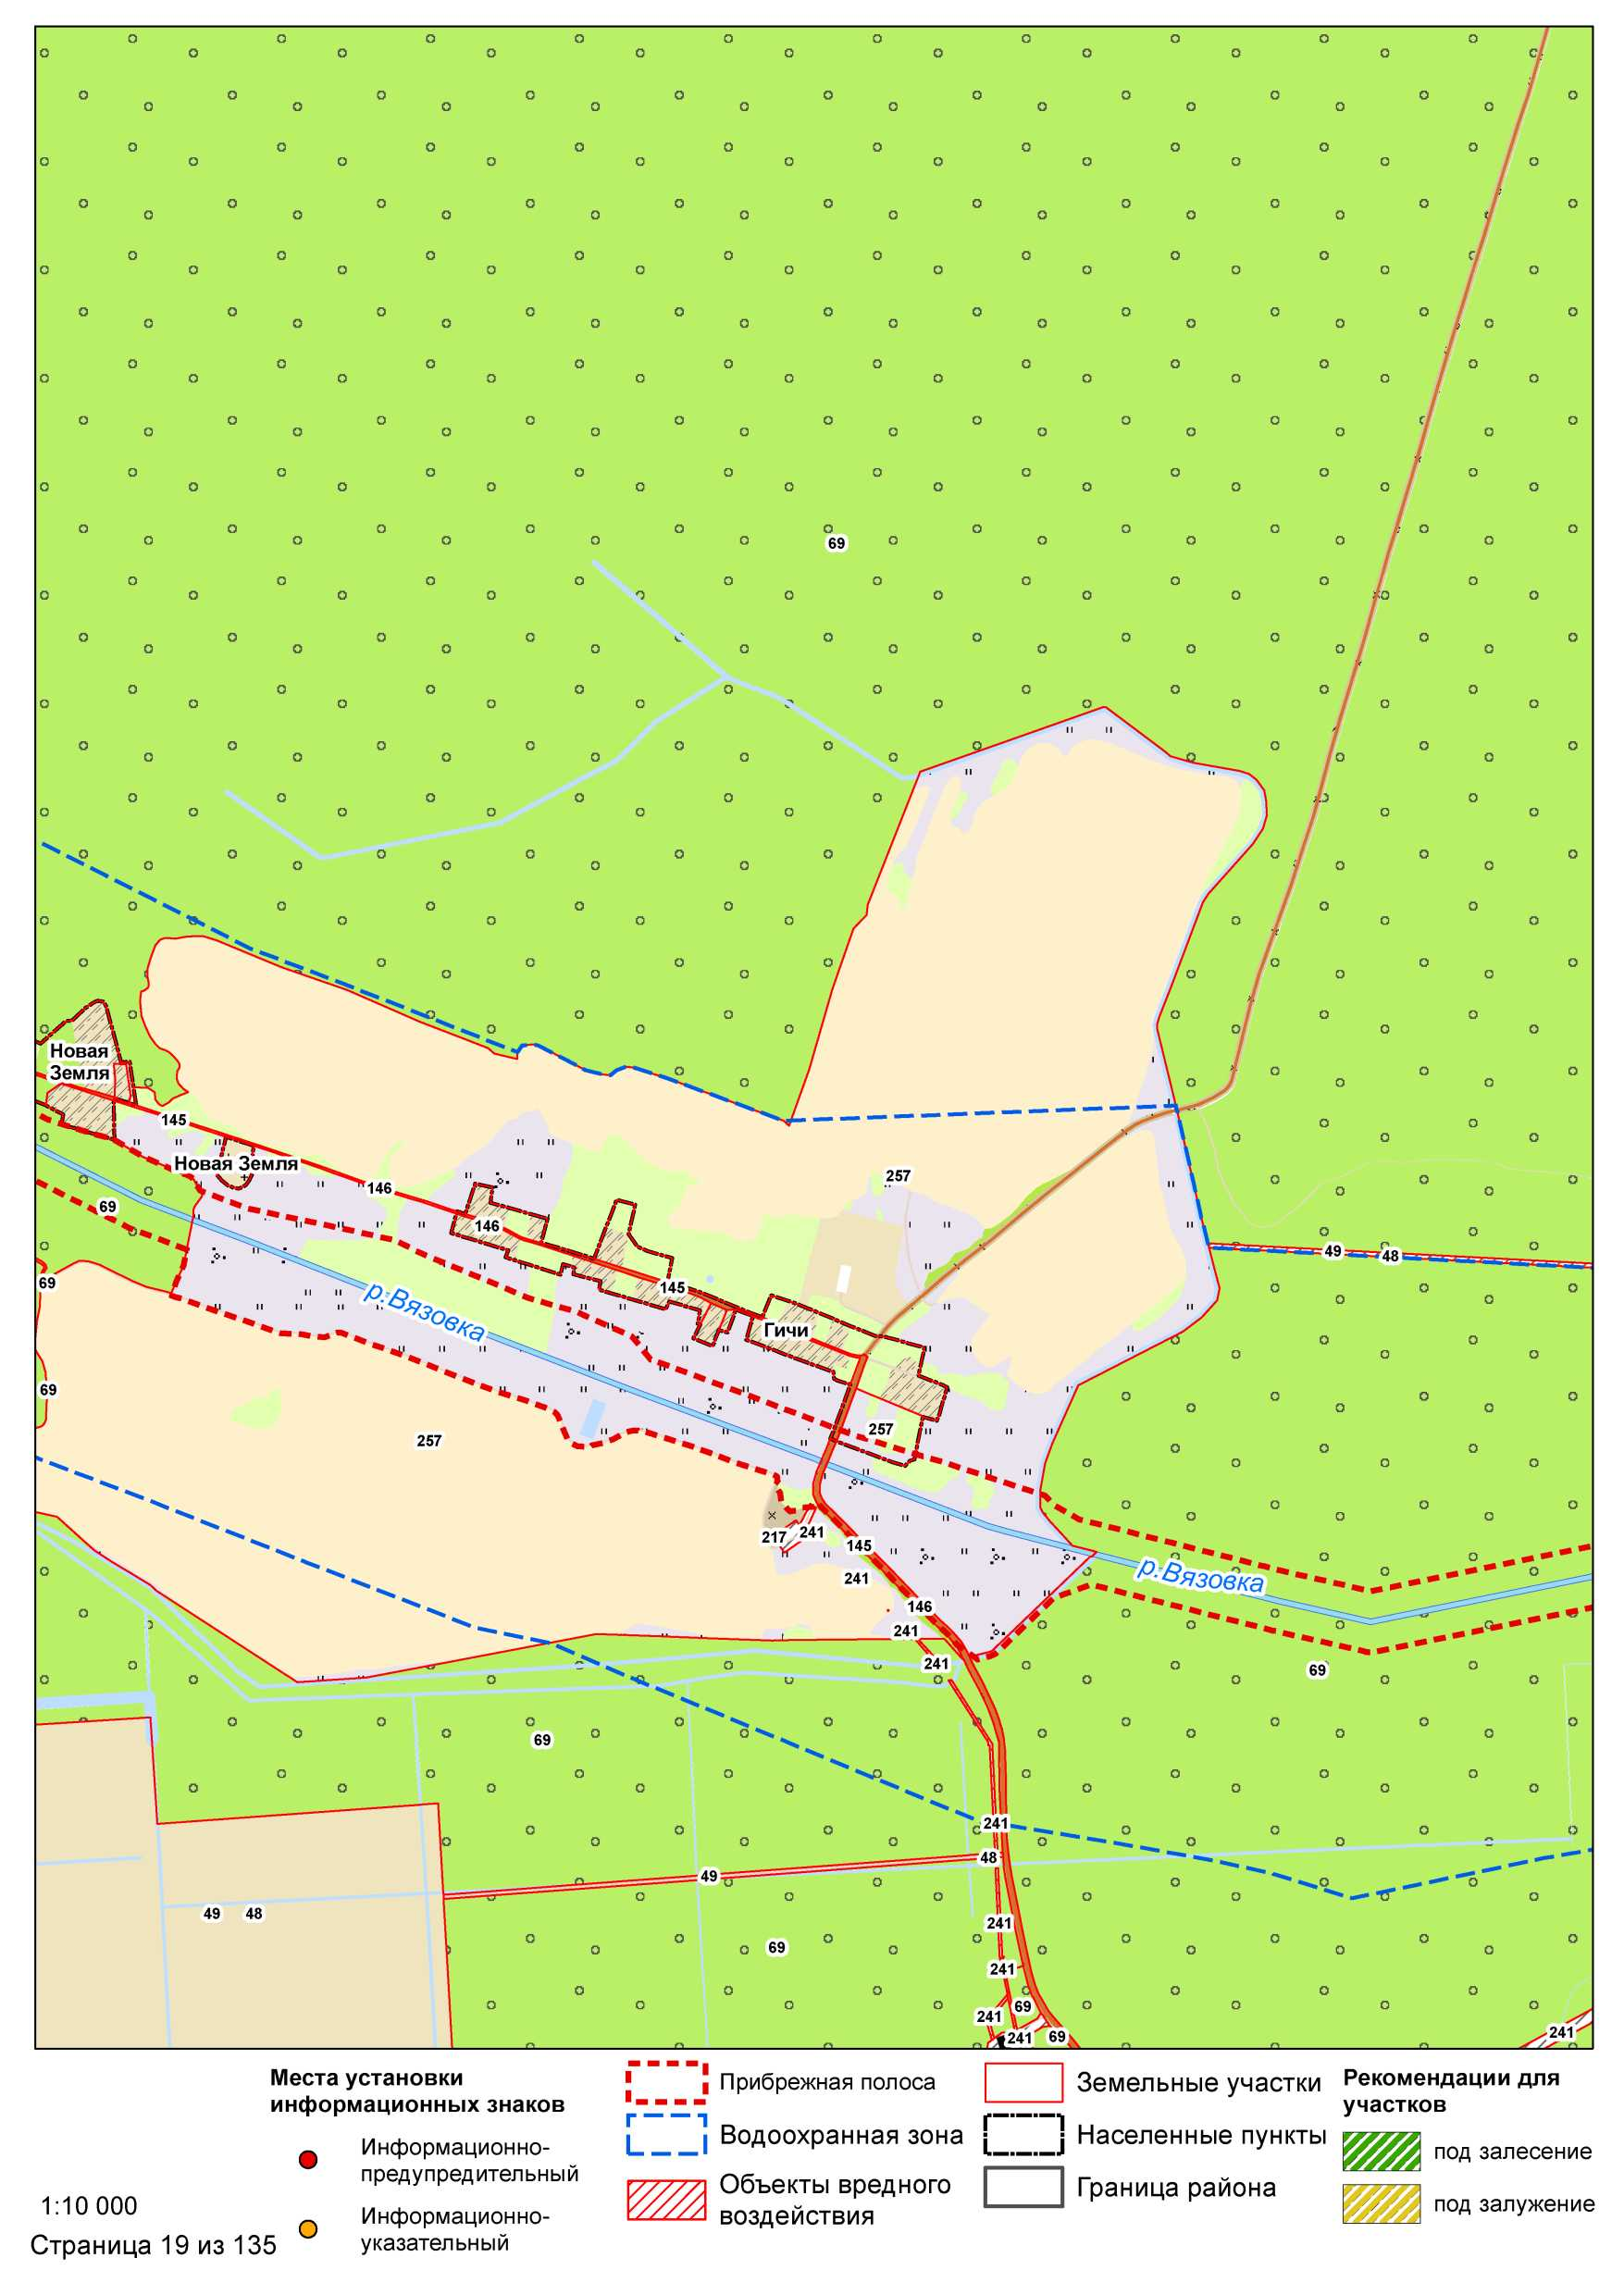 69
257
Новая
Земля
145
Новая Земля
146
69
146
49
48
69
145
р.Вязовка
Гичи
69
257
257
217
241
145
241
р.Вязовка
146
241
241
69
69
241
48
49
49
48
241
69
241
69
241
241
69
241
Места установки
информационных знаков
Информационно-
предупредительный
Информационно-
указательный
1:10 000
Страница 19 из 135
Прибрежная полоса
Водоохранная зона
Объекты вредного
воздействия
Земельные участки
Населенные пункты
Граница района
Рекомендации для
участков
под залесение
под залужение